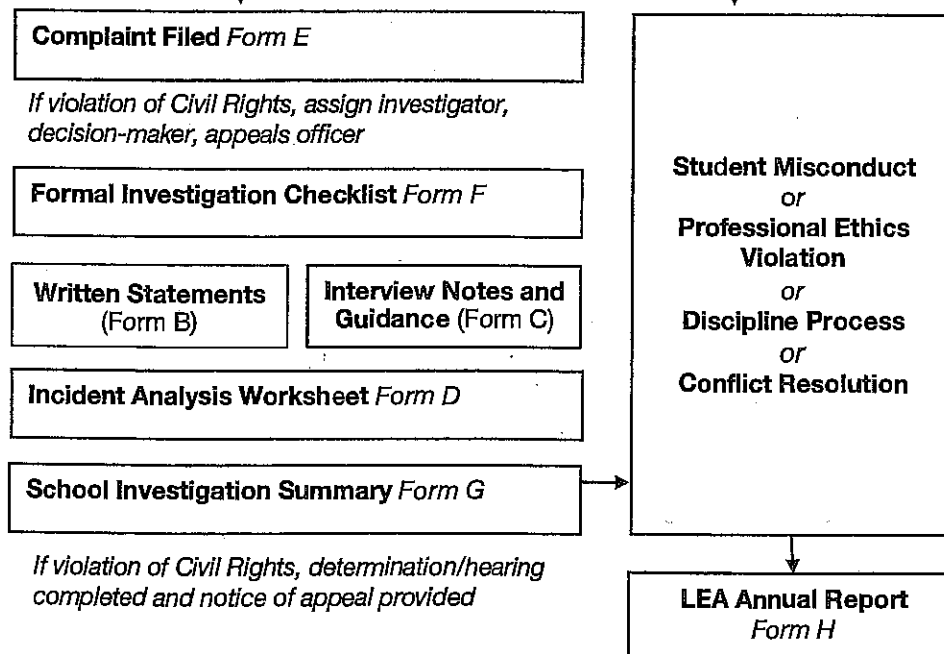 Complaint Filed Form E
If violation of Civil Rights, assign investigator,
decision-maker, appeals officer
Formal Investigation Checklist Form F
Written Statements
(Form B)
Interview Notes and
Guidance (Form C)
Incident Analysis Worksheet Form D
School Investigation Summary Form G
If violation of Civil Rights, determination/hearing
completed and notice of appeal provided
Student Misconduct
or
Professional Ethics
Violation
or
Discipline Process
or
Conflict Resolution
LEA Annual Report
Form H